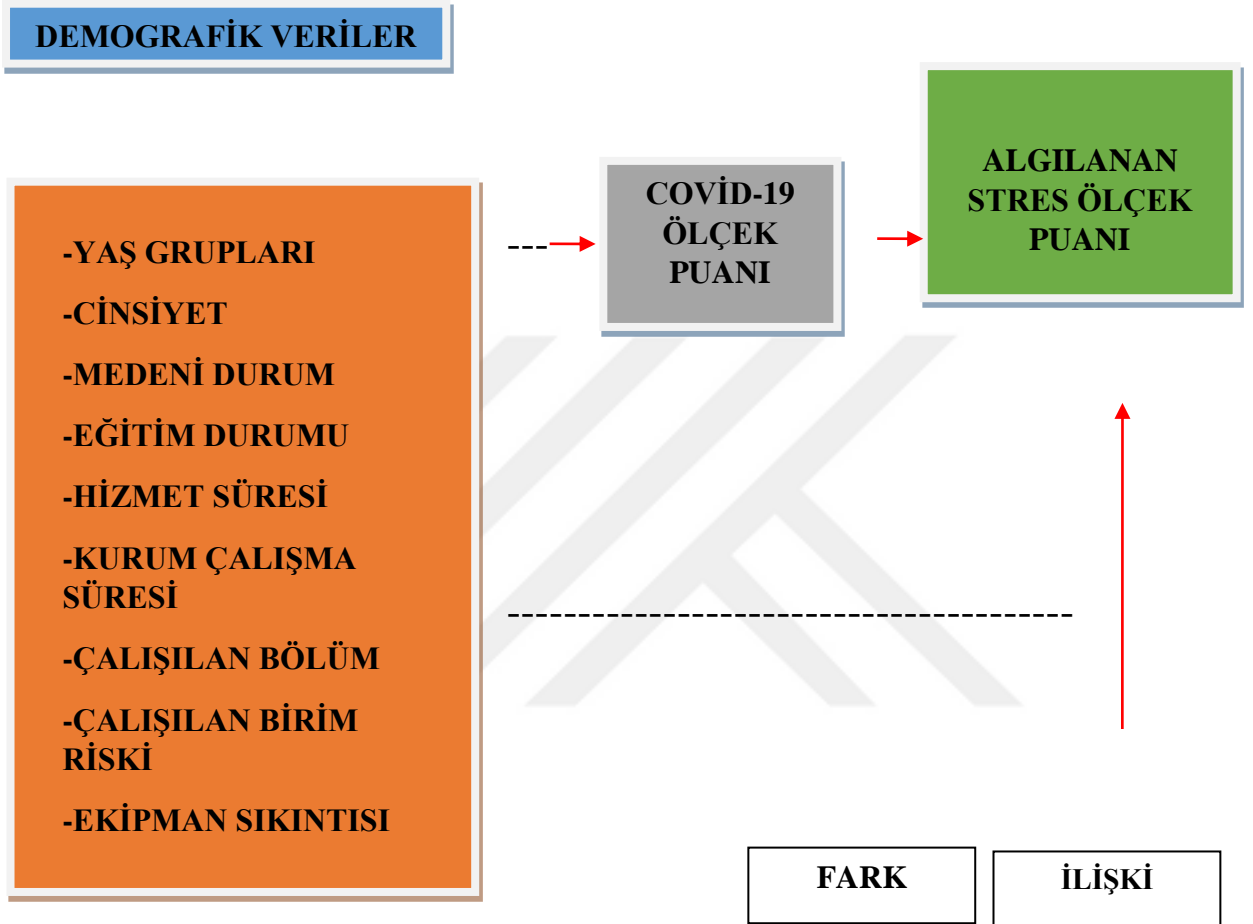 DEMOGRAFİK VERİLER
-YAŞ GRUPLARI
-CİNSİYET
-MEDENİ DURUM
-EĞİTİM DURUMU
-HİZMET SÜRESİ
-KURUM ÇALIŞMA
SÜRESİ
-ÇALIŞILAN BÖLÜM
-ÇALIŞILAN BİRİM
RİSKİ
-EKİPMAN SIKINTISI
COVİD-19
ÖLÇEK
PUANI
ALGILANAN
STRES ÖLÇEK
PUANI
FARK
İLİŞKİ